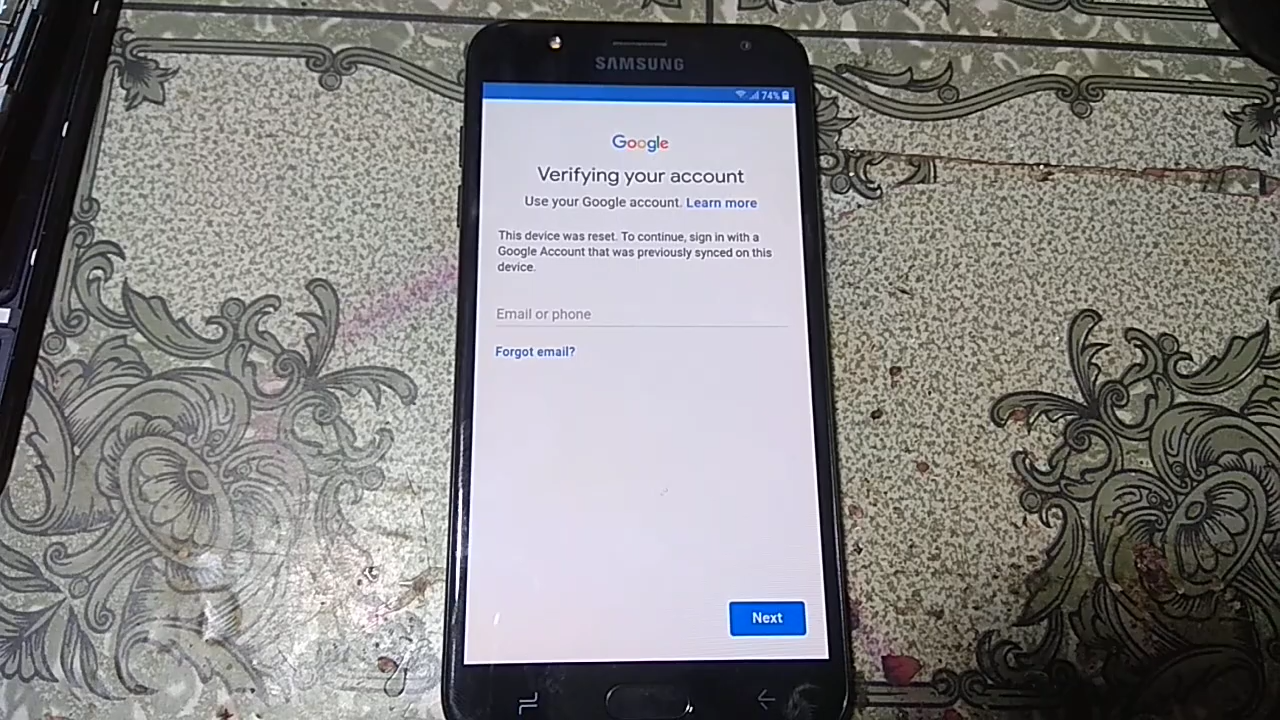 SAMSUNG
74%
Google
Verifying your account
Use your Google account. Learn more
This device was reset. To continue, sign in with a
Google Account that was previously synced on this
device.
Email or phone
Forgot email?
Next